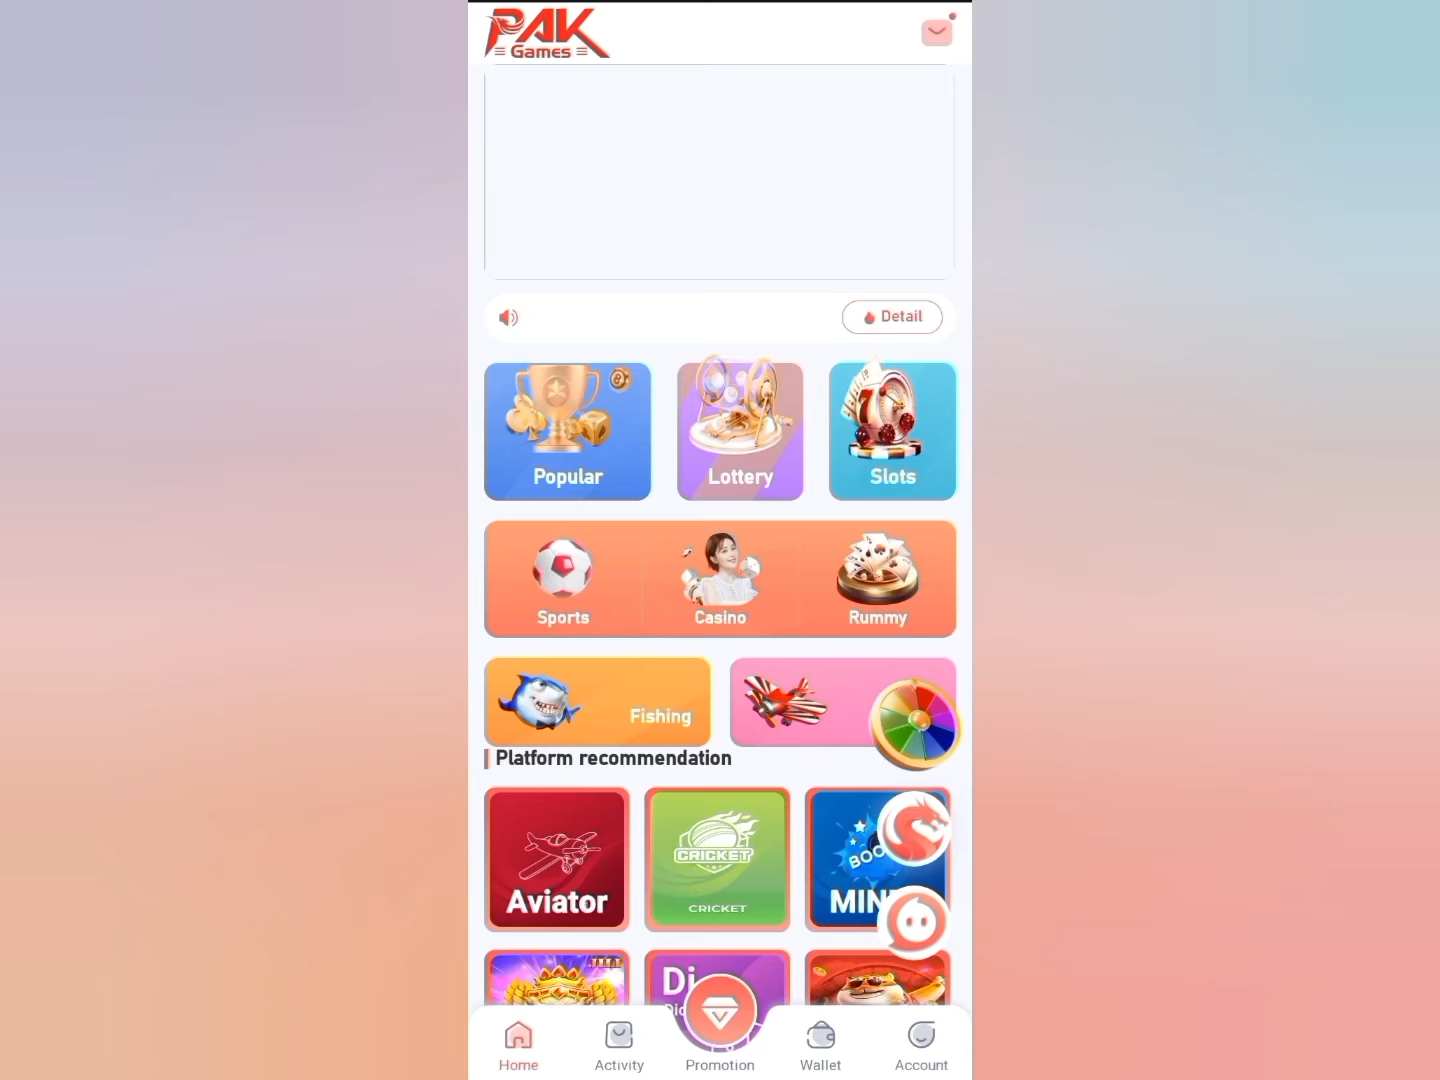 PAK
Games
Detail
Popular
Lottery
Slots
Sports
Casino
Rummy
Fishing
Platform recommendation
Aviator
CRICKET
CRICKET
Home
Activity
Promotion
Wallet
Account